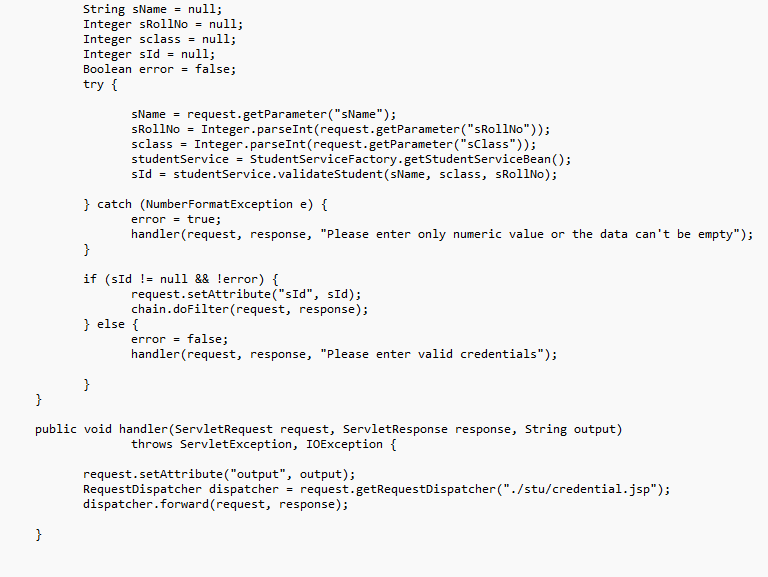 String sName = null;
Integer sRollNo = null;
Integer sclass = null;
Integer sId = null;
Boolean error = false;
try {
sName = request.getParameter("sName");
sRollNo = Integer.parseInt(request.getParameter("sRollNo"));
sclass = Integer.parseInt(request.getParameter("sClass"));
studentService = StudentServiceFactory.getStudentServiceBean();
sId = studentService.validateStudent(sName, sclass, sRollNo);
} catch (NumberFormatException e) {
error = true;
handler(request, response, "Please enter only numeric value or the data can't be empty");
}
if (sId != null && !error) {
request.setAttribute("sId", sId);
chain.doFilter(request, response);
} else {
error = false;
handler(request, response, "Please enter valid credentials");
}
}
public void handler(ServletRequest request, ServletResponse response, String output)
throws ServletException, IOException {
request.setAttribute("output", output);
RequestDispatcher dispatcher = request.getRequestDispatcher("./stu/credential.jsp");
dispatcher.forward(request, response);
}